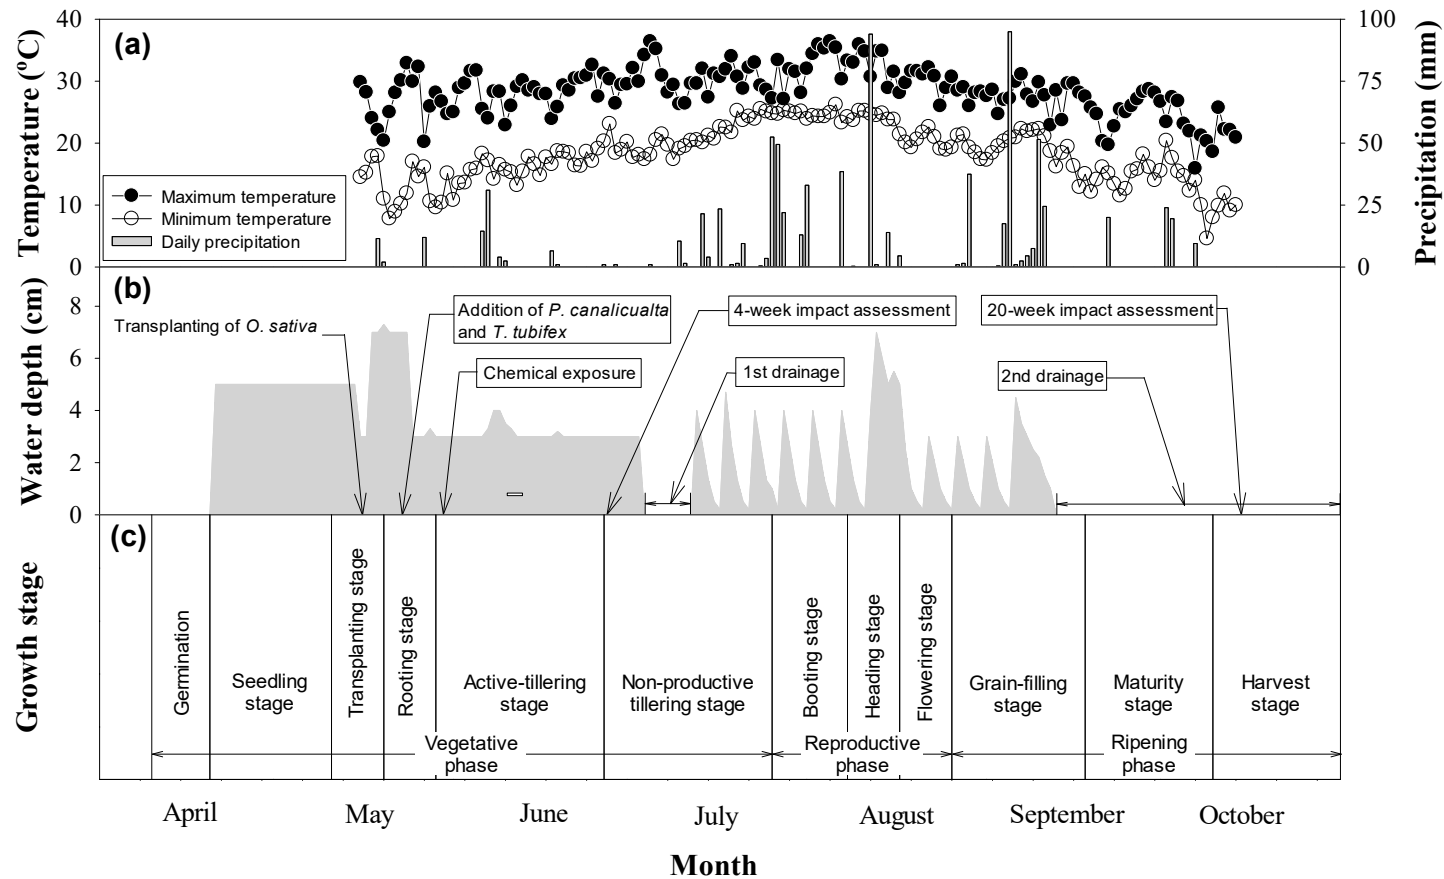 (a)
Temperature (°C)
40
30
20
10
0
Maximum temperature
Minimum temperature
Daily precipitation
Precipitation (mm)
100
75
50
25
0
(b)
Water depth (cm)
8
6
4
2
0
Transplanting of O. sativa
Addition of P. canalicualta
and T. tubifex
Chemical exposure
4-week impact assessment
1st drainage
20-week impact assessment
2nd drainage
(c)
Growth stage
Germination
Seedling
stage
Transplanting stage
Rooting stage
Active-tillering
stage
Non-productive
tillering stage
Booting stage
Heading stage
Flowering stage
Grain-filling
stage
Maturity
stage
Harvest
stage
Vegetative
phase
Reproductive
phase
Ripening
phase
April
May
June
July
August
September
October
Month